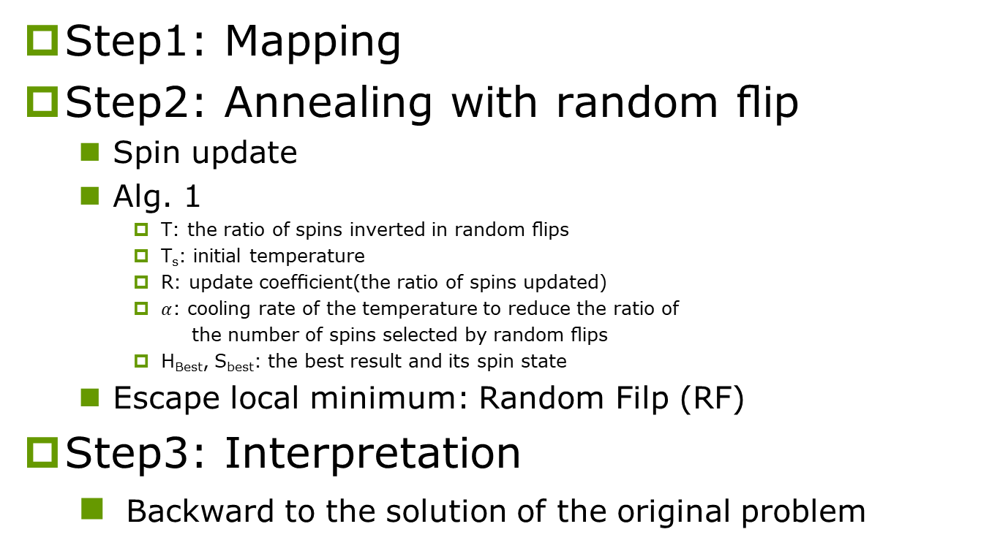 Step1: Mapping
Step2: Annealing with random flip
Spin update
Alg. 1
T: the ratio of spins inverted in random flips
Ts: initial temperature
R: update coefficient(the ratio of spins updated)
α: cooling rate of the temperature to reduce the ratio of
the number of spins selected by random flips
HBest, Sbest: the best result and its spin state
Escape local minimum: Random Filp (RF)
Step3: Interpretation
Backward to the solution of the original problem